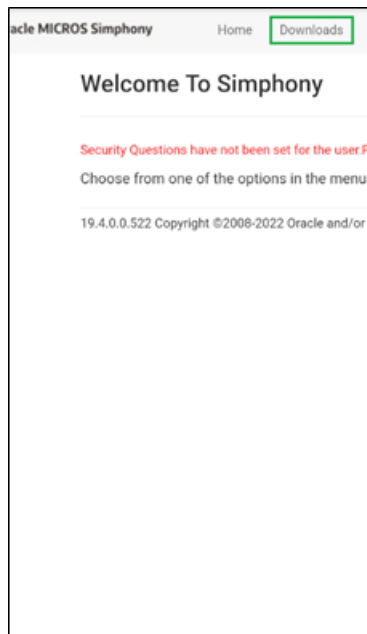 acle MICROS Simphony Home Downloads
Welcome To Simphony
Security Questions have not been set for the user.
Choose from one of the options in the menu
19.4.0.0.522 Copyright ©2008-2022 Oracle and/or